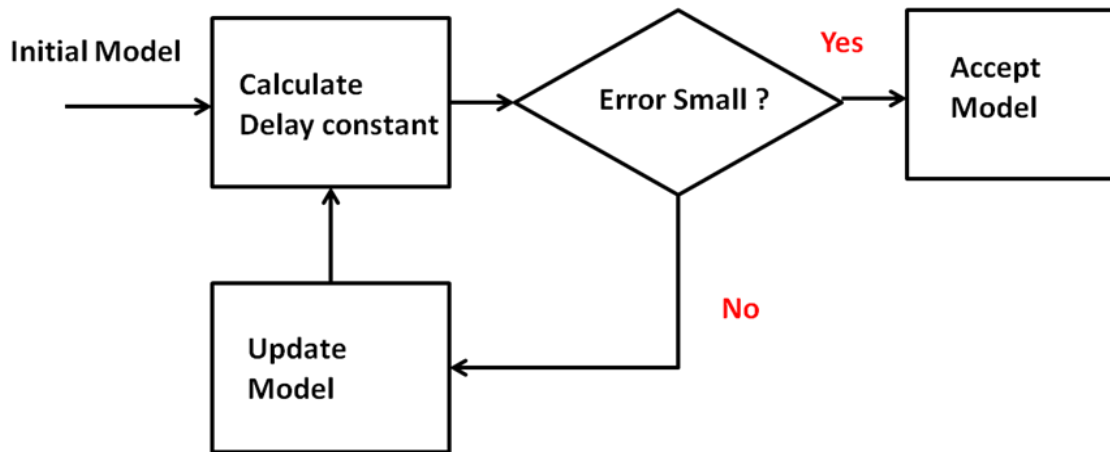 Initial Model
Calculate
Delay constant
Error Small ?
Yes
Accept
Model
No
Update
Model